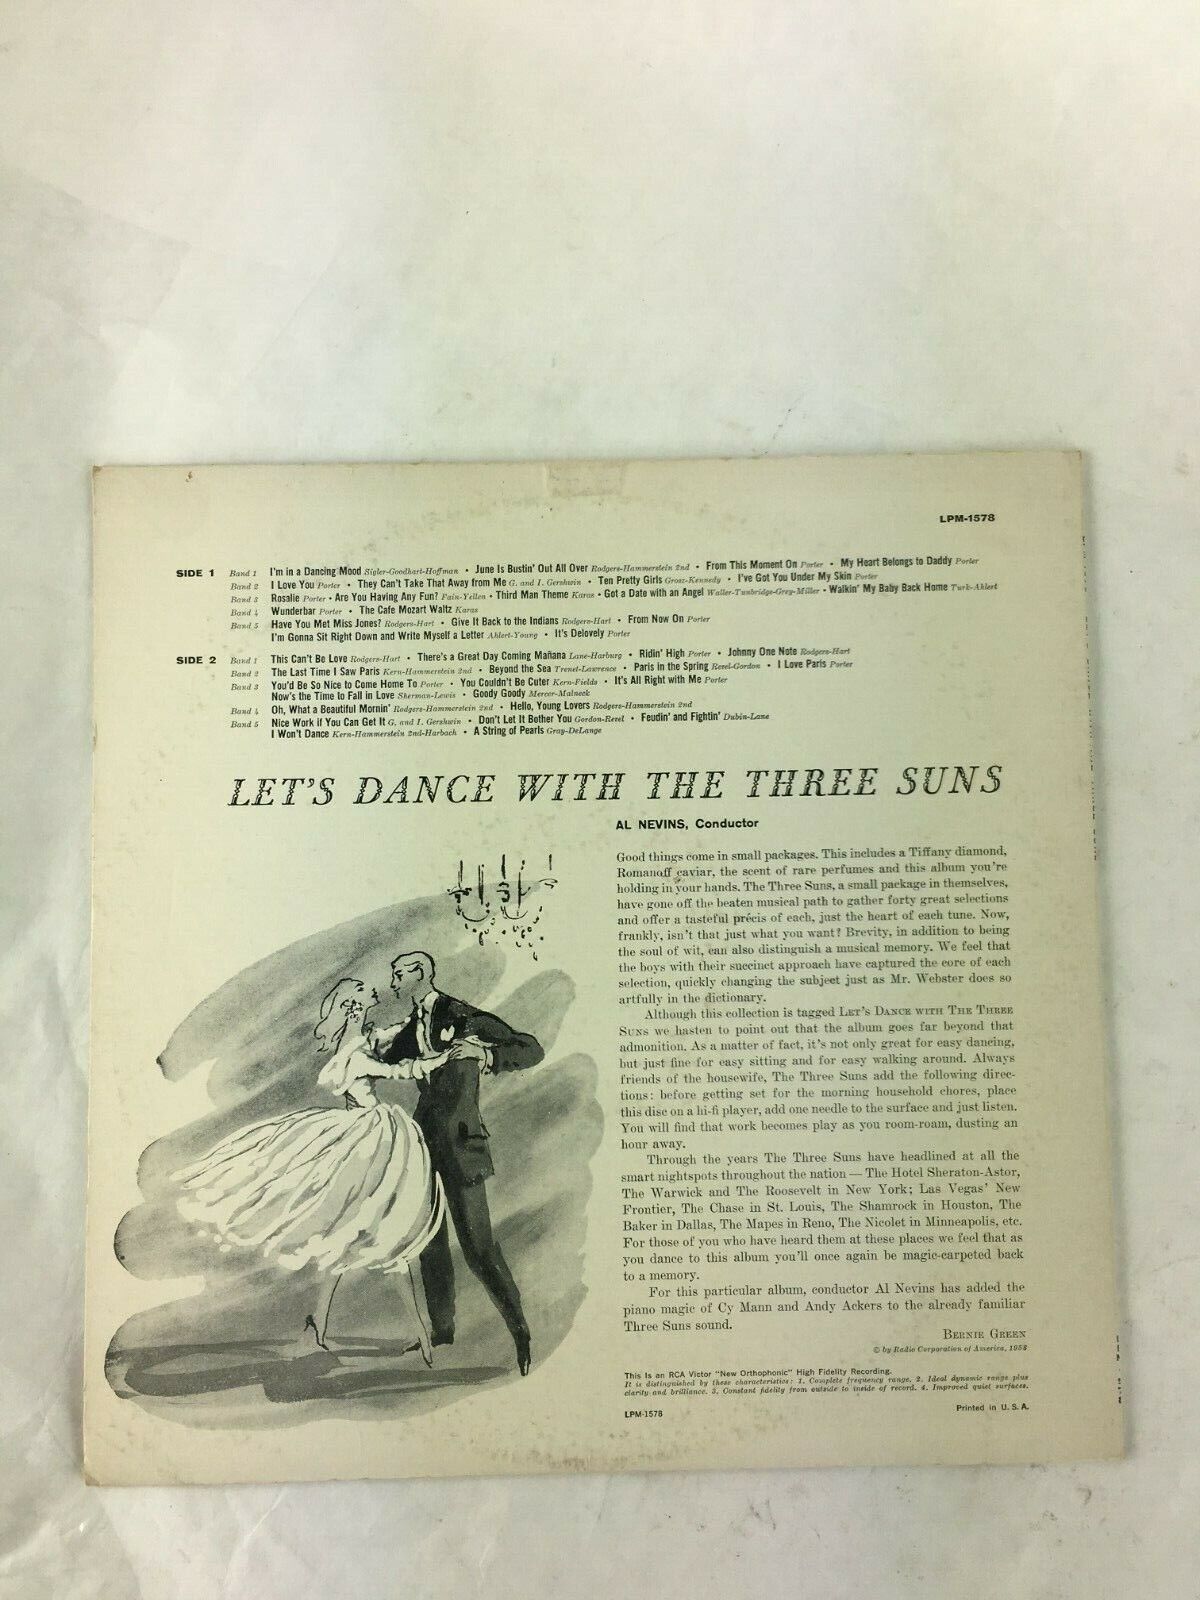 LPM-1578
SIDE 1 Band 1 I'm in a Dancing Mood Sigler-Goodhart-Hoffman • June Is Bustin' Out All Over Rodgers-Hammerstein 2nd • From This Moment On Porter • My Heart Belongs to Daddy Porter
Band 2 I Love You Porter • They Can't Take That Away from Me G. and I. Gershwin • Ten Pretty Girls Grosz-Kennedy • I've Got You Under My Skin Porter
Band 3 Rosalie Porter • Are You Having Any Fun? Fain-Yellen • Third Man Theme Karas • Got a Date with an Angel Waller-Tunbridge-Grey-Miller • Walkin' My Baby Back Home Turk-Ahlert
Band 4 Wunderbar Porter • The Cafe Mozart Waltz Karas
Band 5 Have You Met Miss Jones? Rodgers-Hart • Give It Back to the Indians Rodgers-Hart • From Now On Porter
I'm Gonna Sit Right Down and Write Myself a Letter Ahlert-Young • It's Delovely Porter
SIDE 2 Band 1 This Can't Be Love Rodgers-Hart • There's a Great Day Coming Mañana Lane-Harburg • Ridin' High Porter • Johnny One Note Rodgers-Hart
Band 2 The Last Time I Saw Paris Kern-Hammerstein 2nd • Beyond the Sea Trenet-Lawrence • Paris in the Spring Revel-Gordon • I Love Paris Porter
Band 3 You'd Be So Nice to Come Home To Porter • You Couldn't Be Cuter Kern-Fields • It's All Right with Me Porter
Now's the Time to Fall in Love Sherman-Lewis • Goody Goody Mercer-Malneck
Band 4 Oh, What a Beautiful Mornin' Rodgers-Hammerstein 2nd • Hello, Young Lovers Rodgers-Hammerstein 2nd
Band 5 Nice Work if You Can Get It G. and I. Gershwin • Don't Let It Bother You Gordon-Revel • Feudin' and Fightin' Dubin-Lane
I Won't Dance Kern-Hammerstein 2nd-Harbach • A String of Pearls Gray-DeLange
LET'S DANCE WITH THE THREE SUNS
AL NEVINS, Conductor
Good things come in small packages. This includes a Tiffany diamond,
Romanoff caviar, the scent of rare perfumes and this album you're
holding in your hands. The Three Suns, a small package in themselves,
have gone off the beaten musical path to gather forty great selections
and offer a tasteful précis of each, just the heart of each tune. Now,
frankly, isn't that just what you want? Brevity, in addition to being
the soul of wit, can also distinguish a musical memory. We feel that
the boys with their succinct approach have captured the core of each
selection, quickly changing the subject just as Mr. Webster does so
artfully in the dictionary.
Although this collection is tagged LET'S DANCE WITH THE THREE
SUNS we hasten to point out that the album goes far beyond that
admonition. As a matter of fact, it's not only great for easy dancing,
but just fine for easy sitting and for easy walking around. Always
friends of the housewife, The Three Suns add the following direc-
tions: before getting set for the morning household chores, place
this disc on a hi-fi player, add one needle to the surface and just listen.
You will find that work becomes play as you room-roam, dusting an
hour away.
Through the years The Three Suns have headlined at all the
smart nightspots throughout the nation — The Hotel Sheraton-Astor,
The Warwick and The Roosevelt in New York; Las Vegas' New
Frontier, The Chase in St. Louis, The Shamrock in Houston, The
Baker in Dallas, The Mapes in Reno, The Nicolet in Minneapolis, etc.
For those of you who have heard them at these places we feel that as
you dance to this album you'll once again be magic-carpeted back
to a memory.
For this particular album, conductor Al Nevins has added the
piano magic of Cy Mann and Andy Ackers to the already familiar
Three Suns sound.
BERNIE GREEN
© by Radio Corporation of America, 1958
This Is an RCA Victor "New Orthophonic" High Fidelity Recording.
It is distinguished by these characteristics: 1. Complete frequency range. 2. Ideal dynamic range plus
clarity and brilliance. 3. Constant fidelity from outside to inside of record. 4. Improved quiet surfaces.
LPM-1578
Printed in U. S. A.